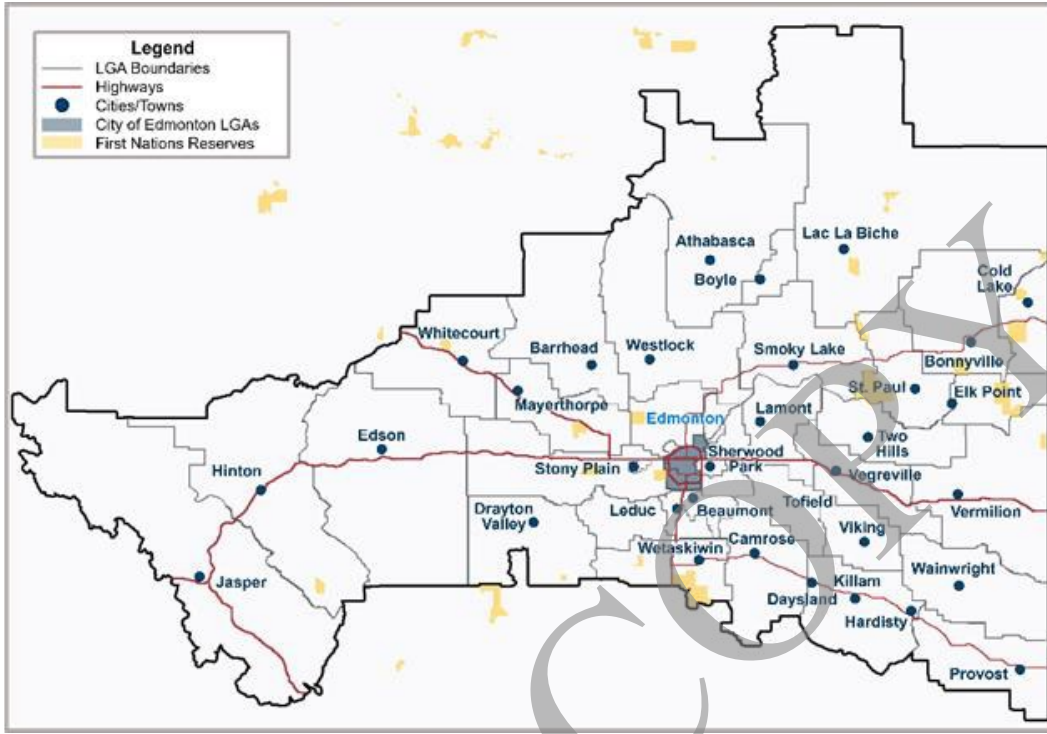 Legend
LGA Boundaries
Highways
Cities/Towns
City of Edmonton LGAs
First Nations Reserves
Athabasca
Lac La Biche
Boyle
Cold
Lake
Whitecourt
Barrhead
Westlock
Smoky Lake
Bonnyville
St. Paul
Elk Point
Mayerthorpe
Edmonton
Lamont
Edson
Two
Hills
Hinton
Stony Plain
Sherwood
Park
Vegreville
Drayton
Valley
Leduc
Beaumont
Tofield
Vermilion
Viking
Wetaskiwin
Camrose
Jasper
Killam
Wainwright
Daysland
Hardisty
Provost
COPY